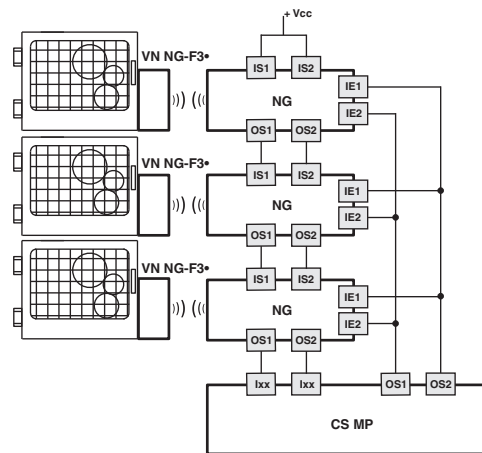 + Vcc
VN NG-F3•
IS1 IS2
IE1
NG
IE2
OS1 OS2
VN NG-F3•
IS1 IS2
IE1
NG
IE2
OS1 OS2
VN NG-F3•
IS1 IS2
IE1
NG
IE2
OS1 OS2
Ixx Ixx OS1 OS2
CS MP